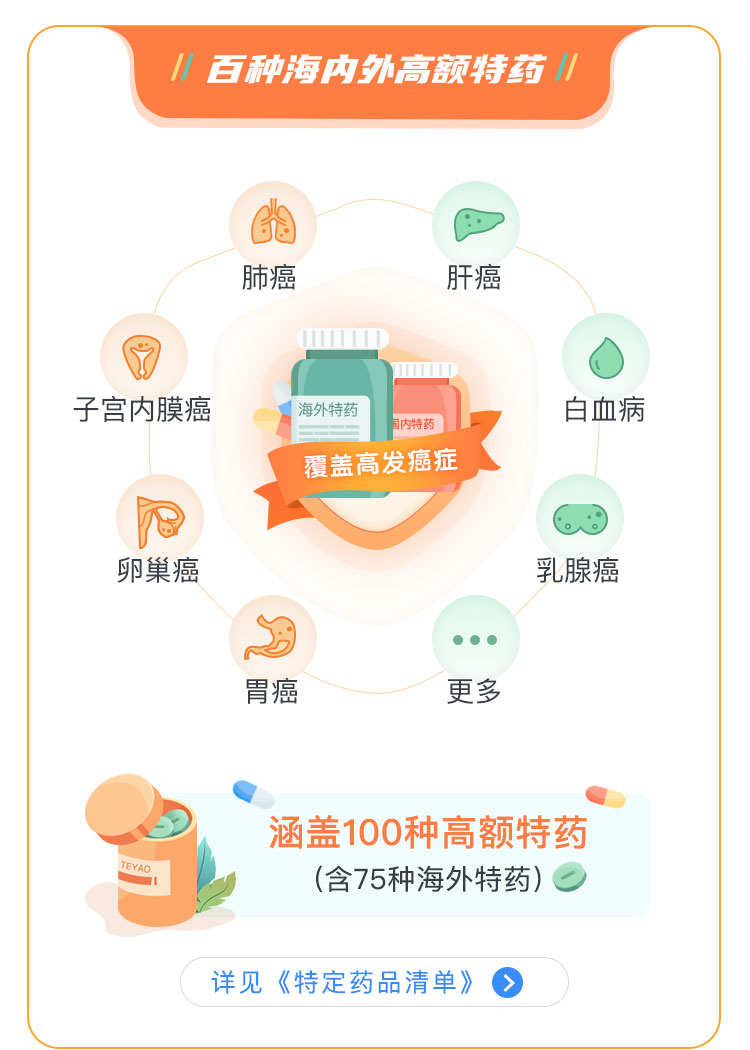 百种海内外高额特药
肺癌
肝癌
子宫内膜癌
白血病
海外特药
国内特药
覆盖高发癌症
卵巢癌
乳腺癌
胃癌
更多
涵盖100种高额特药
（含75种海外特药）
TEYAO
详见《特定药品清单》